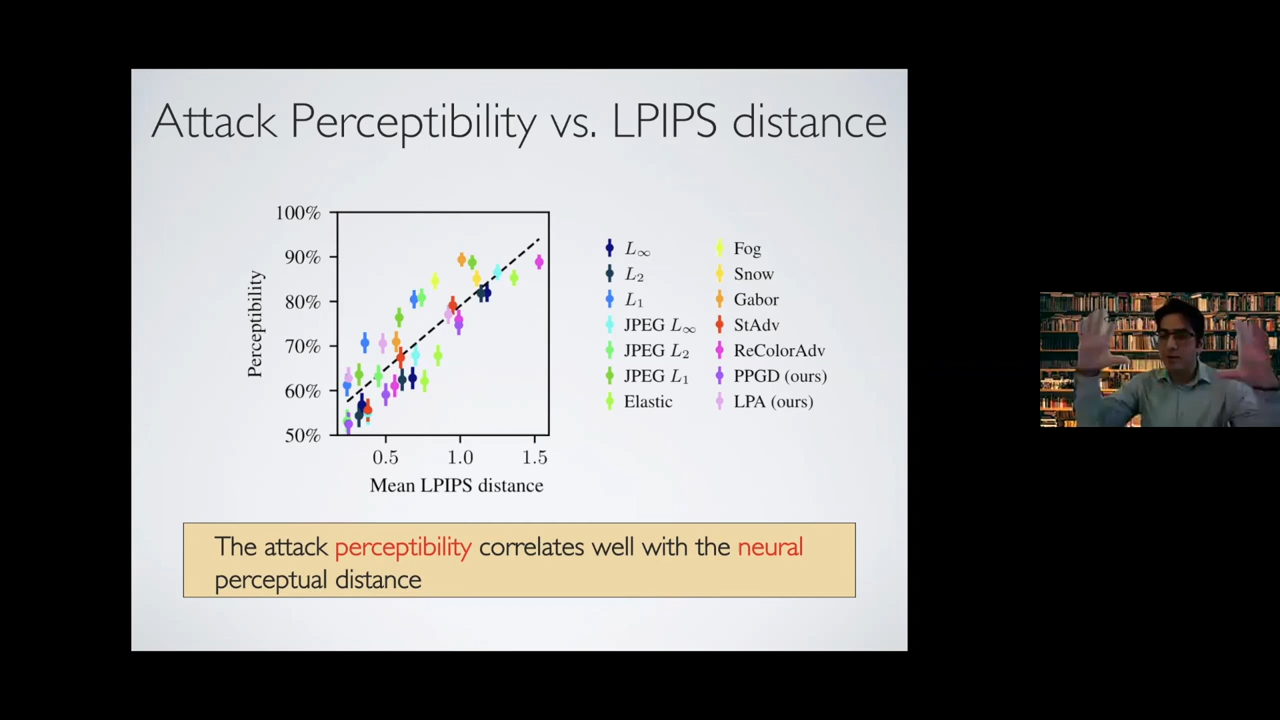 Attack Perceptibility vs. LPIPS distance
100%
90%
80%
70%
60%
50%
Perceptibility
0.5 1.0 1.5
Mean LPIPS distance
L∞
L2
L1
JPEG L∞
JPEG L2
JPEG L1
Elastic
Fog
Snow
Gabor
StAdv
ReColorAdv
PPGD (ours)
LPA (ours)
The attack perceptibility correlates well with the neural
perceptual distance